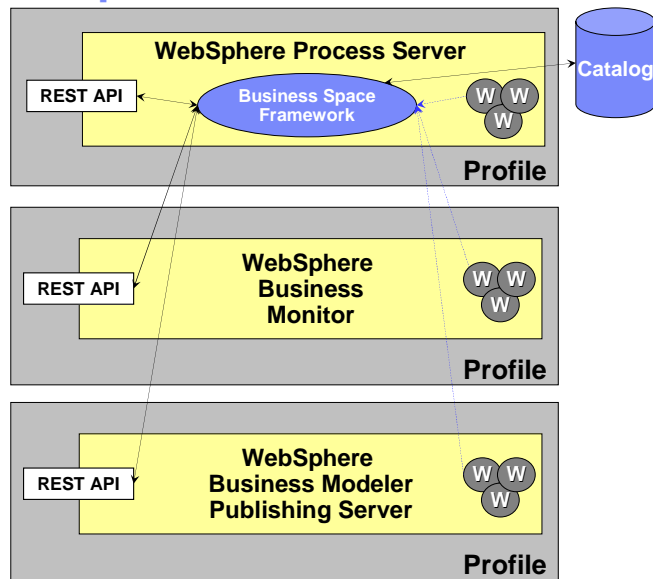 WebSphere Process Server
Catalog
REST API
Business Space
Framework
W W
W
Profile
WebSphere
Business
Monitor
REST API
W W
W
Profile
WebSphere
Business Modeler
Publishing Server
REST API
W W
W
Profile